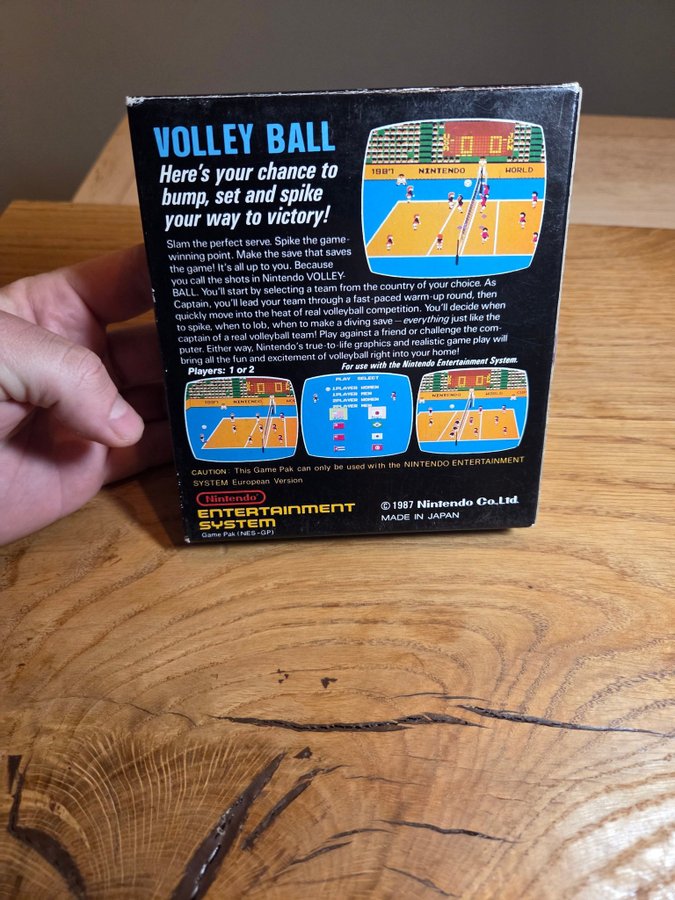 VOLLEY BALL
Here's your chance to
bump, set and spike
your way to victory!
Slam the perfect serve. Spike the game-
winning point. Make the save that saves
the game! It's all up to you. Because
you call the shots in Nintendo VOLLEY-
BALL. You'll start by selecting a team from the country of your choice. As
Captain, you'll lead your team through a fast-paced warm-up round, then
quickly move into the heat of real volleyball competition. You'll decide when
to spike, when to lob, when to make a diving save — everything just like the
captain of a real volleyball team! Play against a friend or challenge the com-
puter. Either way, Nintendo's true-to-life graphics and realistic game play will
bring all the fun and excitement of volleyball right into your home!
1987 NINTENDO WORLD
Players: 1 or 2
For use with the Nintendo Entertainment System.
PLAY SELECT
1PLAYER WOMEN
1PLAYER MEN
2PLAYER WOMEN
2PLAYER MEN
CAUTION: This Game Pak can only be used with the NINTENDO ENTERTAINMENT
SYSTEM European Version
Nintendo
ENTERTAINMENT
SYSTEM
Game Pak (NES-GP)
© 1987 Nintendo Co., Ltd.
MADE IN JAPAN